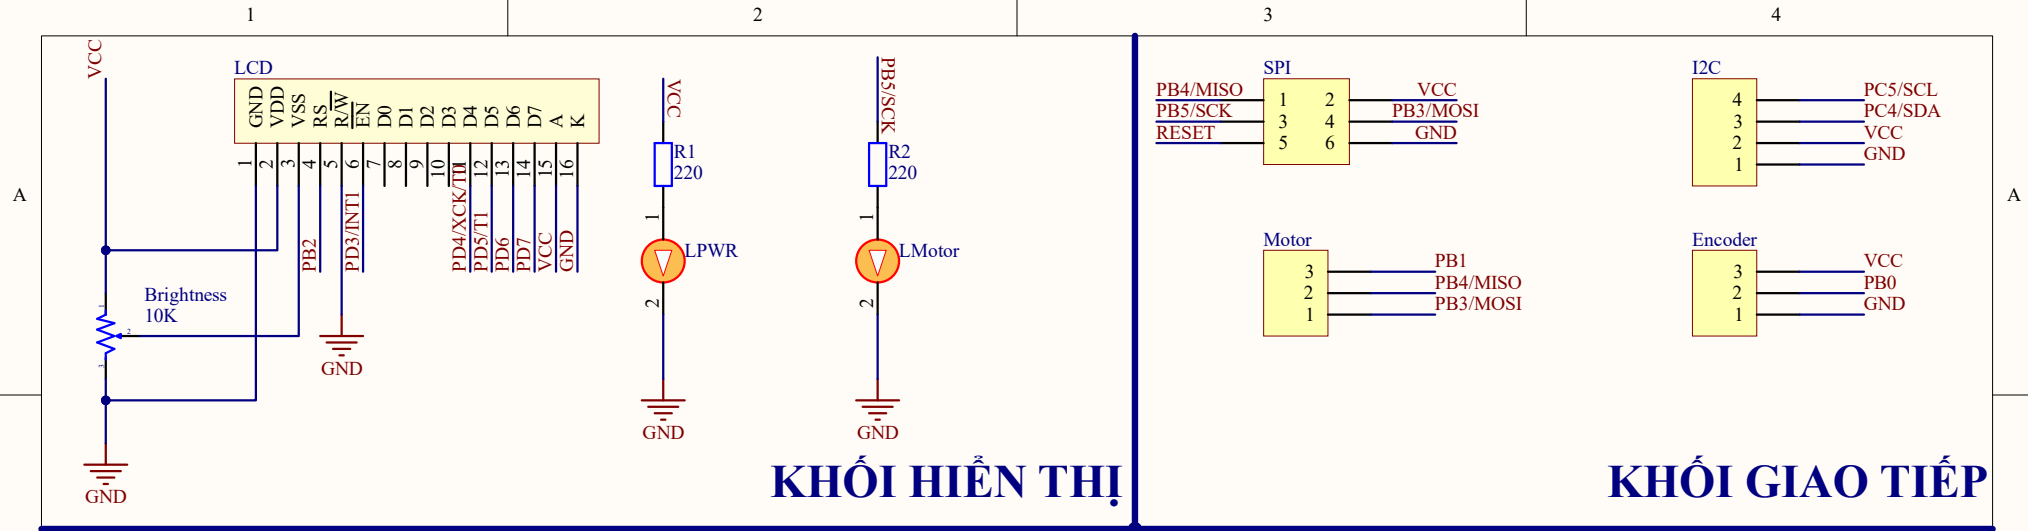 1 2 3 4
A A
VCC
LCD
GND VDD VSS RS R/W EN D0 D1 D2 D3 D4 D5 D6 D7 A K
1 2 3 4 5 6 7 8 9 10 11 12 13 14 15 16
PB2
PD3/INT1
PD4/XCK/T0
PD5/T1
PD6
PD7
VCC
GND
Brightness
10K
1
2
3
GND
GND
VCC
R1
220
1
LPWR
2
GND
PB5/SCK
R2
220
1
LMotor
2
GND
KHỐI HIỂN THỊ
SPI
PB4/MISO 1 2 VCC
PB5/SCK 3 4 PB3/MOSI
RESET 5 6 GND
I2C
4 PC5/SCL
3 PC4/SDA
2 VCC
1 GND
Motor
3 PB1
2 PB4/MISO
1 PB3/MOSI
Encoder
3 VCC
2 PB0
1 GND
KHỐI GIAO TIẾP